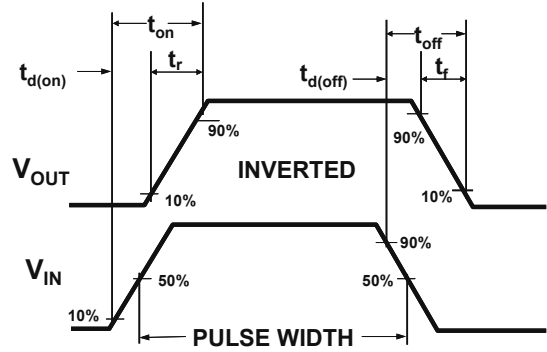 t_on
t_off
t_d(on)
t_r
t_d(off)
t_f
90%
90%
V_OUT
INVERTED
10%
10%
90%
V_IN
50%
50%
10%
PULSE WIDTH